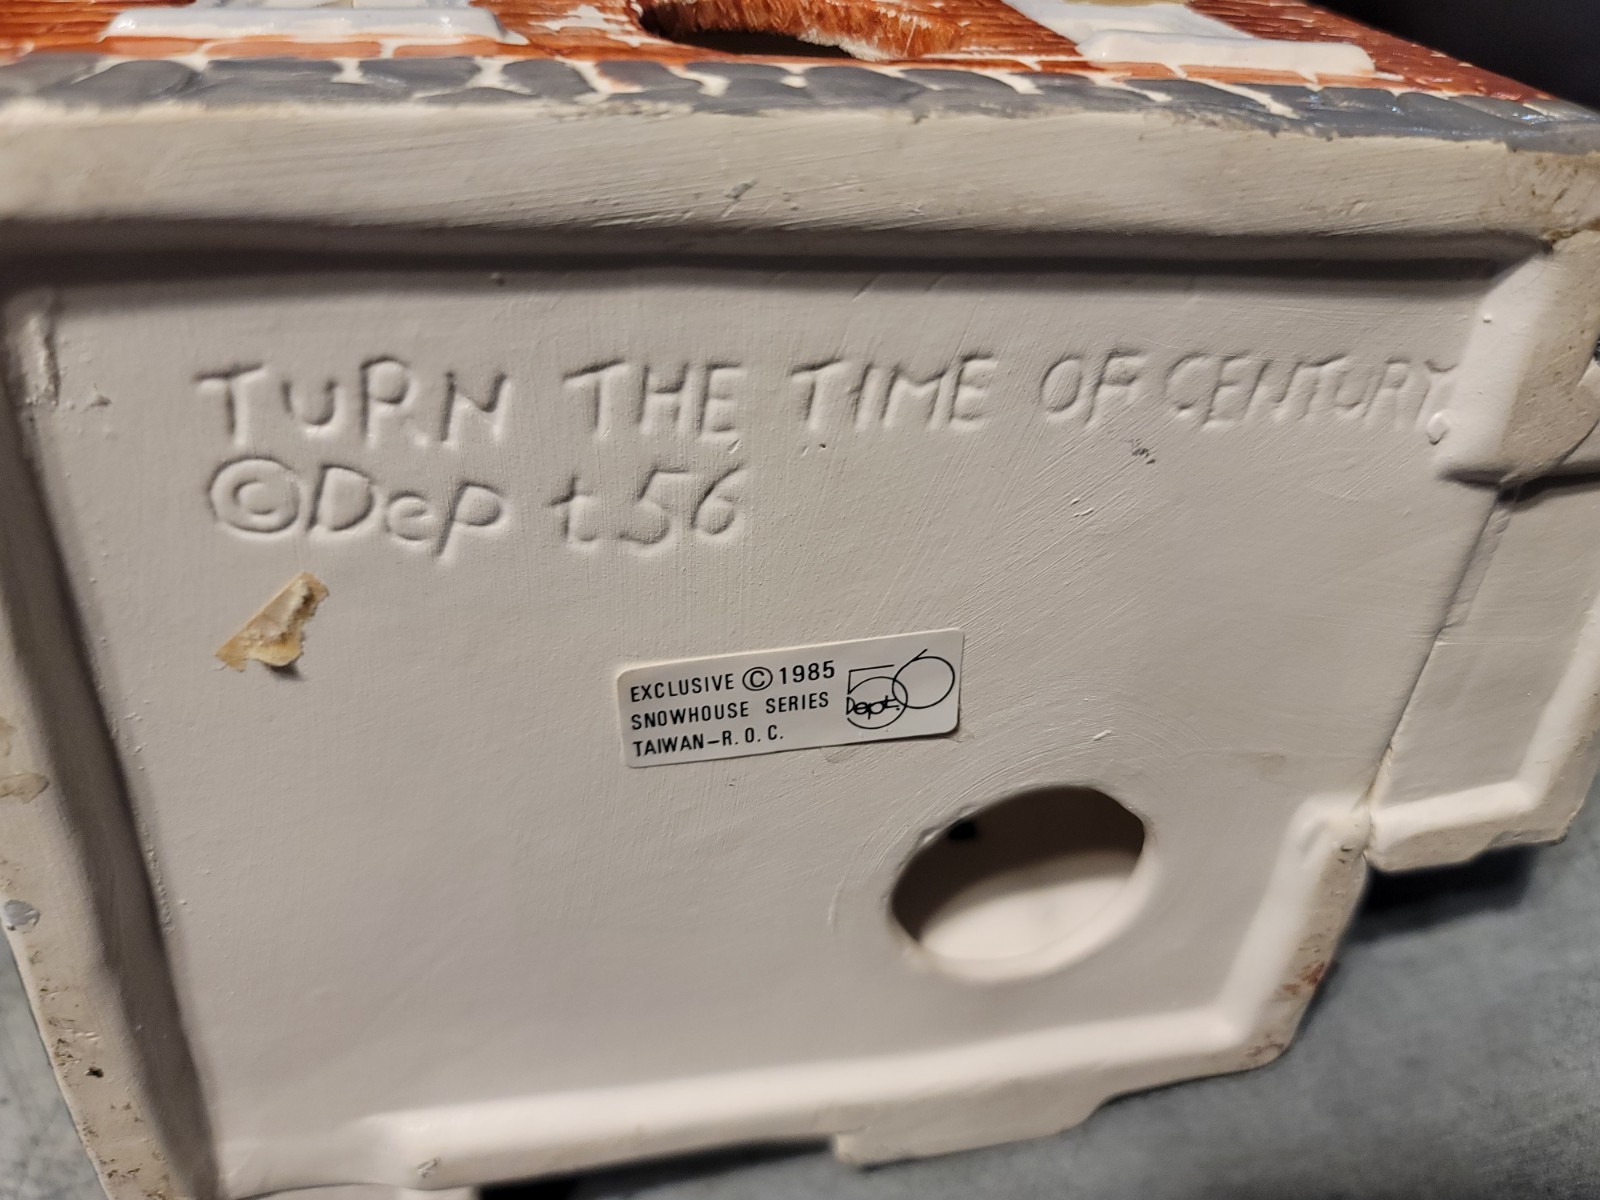 TURN THE TIME OF CENTURY
©Dept 56
EXCLUSIVE © 1985
SNOWHOUSE SERIES
TAIWAN-R.O.C.
56
Dept.